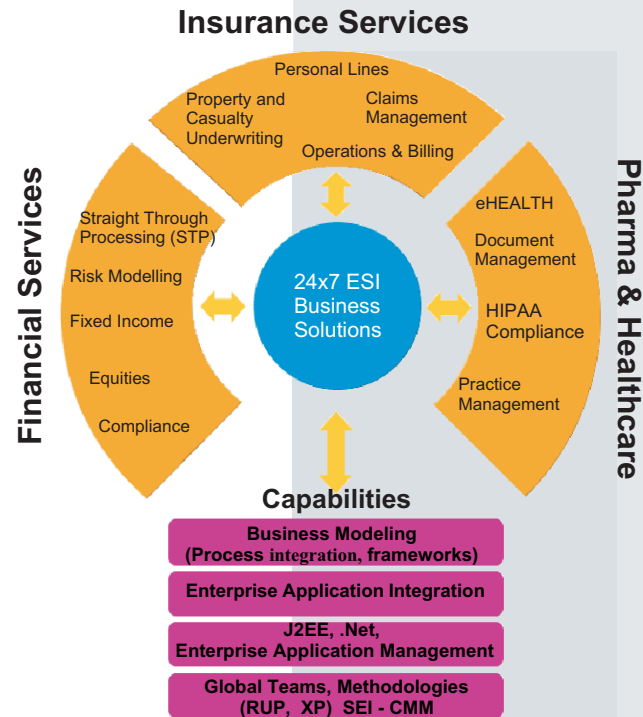 Insurance Services
Personal Lines
Property and
Casualty
Underwriting
Claims
Management
Operations & Billing
Financial Services
Straight Through
Processing (STP)
Risk Modelling
Fixed Income
Equities
Compliance
24x7 ESI
Business
Solutions
Pharma & Healthcare
eHEALTH
Document
Management
HIPAA
Compliance
Practice
Management
Capabilities
Business Modeling
(Process integration, frameworks)
Enterprise Application Integration
J2EE, .Net,
Enterprise Application Management
Global Teams, Methodologies
(RUP, XP) SEI - CMM